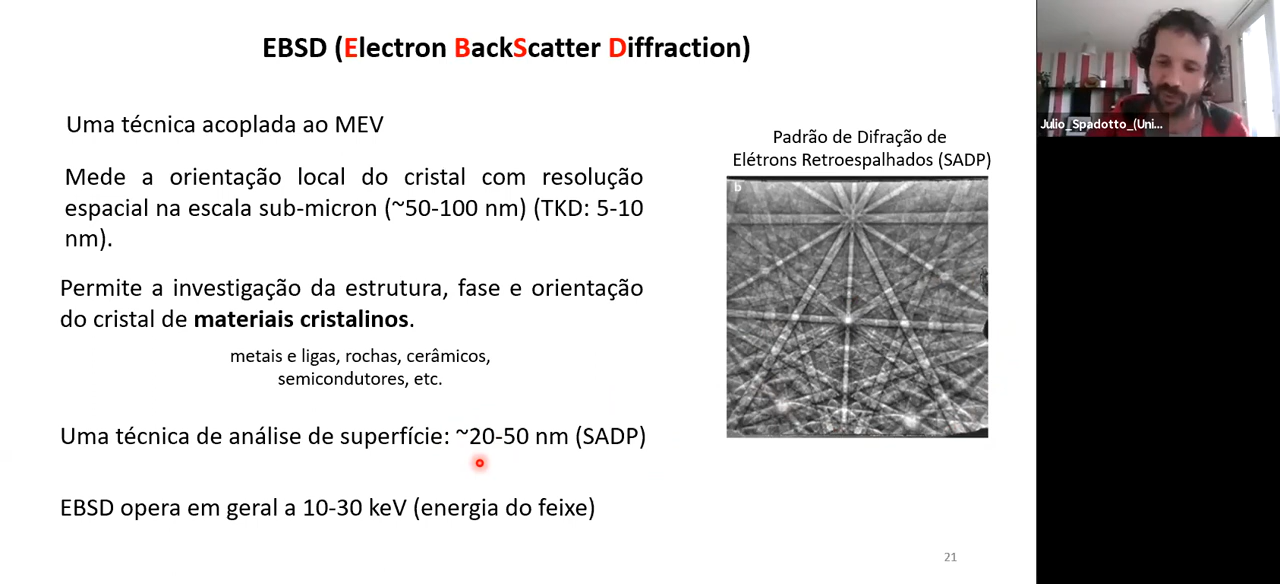 EBSD (Electron BackScatter Diffraction)
Uma técnica acoplada ao MEV
Mede a orientação local do cristal com resolução
espacial na escala sub-micron (~50-100 nm) (TKD: 5-10
nm).
Permite a investigação da estrutura, fase e orientação
do cristal de materiais cristalinos.
metais e ligas, rochas, cerâmicos,
semicondutores, etc.
Uma técnica de análise de superfície: ~20-50 nm (SADP)
EBSD opera em geral a 10-30 keV (energia do feixe)
Padrão de Difração de
Elétrons Retroespalhados (SADP)
b
21
Julio_Spadotto_(Uni...